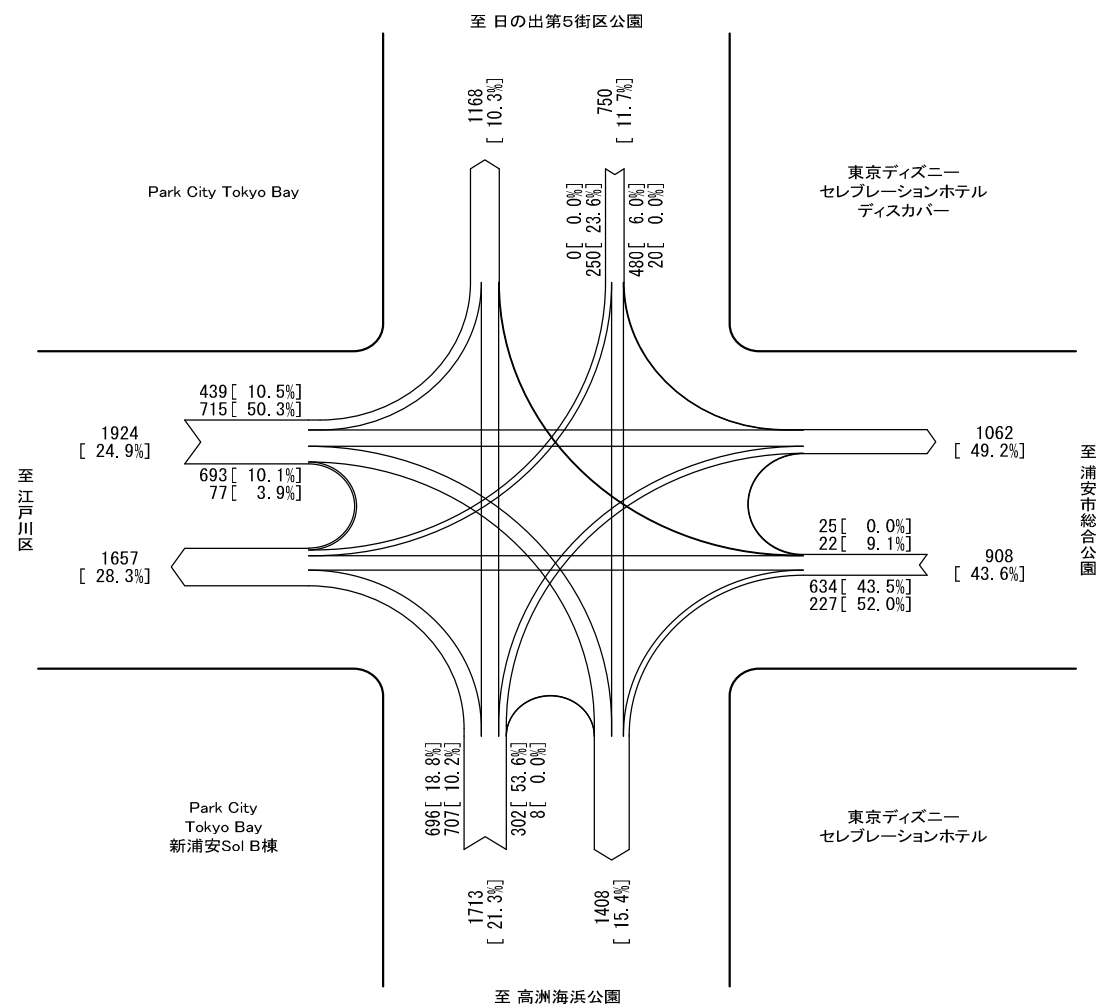 至 日の出第5街区公園
1168
[ 10.3%]
750
[ 11.7%]
Park City Tokyo Bay
東京ディズニー
セレブレーションホテル
ディスカバー
0[ 0.0%]
250[ 23.6%]
480[ 6.0%]
20[ 0.0%]
439[ 10.5%]
715[ 50.3%]
1924
[ 24.9%]
693[ 10.1%]
77[ 3.9%]
至 江戸川区
1657
[ 28.3%]
1062
[ 49.2%]
至 浦安市総合公園
25[ 0.0%]
22[ 9.1%]
908
[ 43.6%]
634[ 43.5%]
227[ 52.0%]
696[ 18.8%]
707[ 10.2%]
302[ 53.6%]
8[ 0.0%]
Park City
Tokyo Bay
新浦安Sol B棟
東京ディズニー
セレブレーションホテル
1713
[ 21.3%]
1408
[ 15.4%]
至 高洲海浜公園